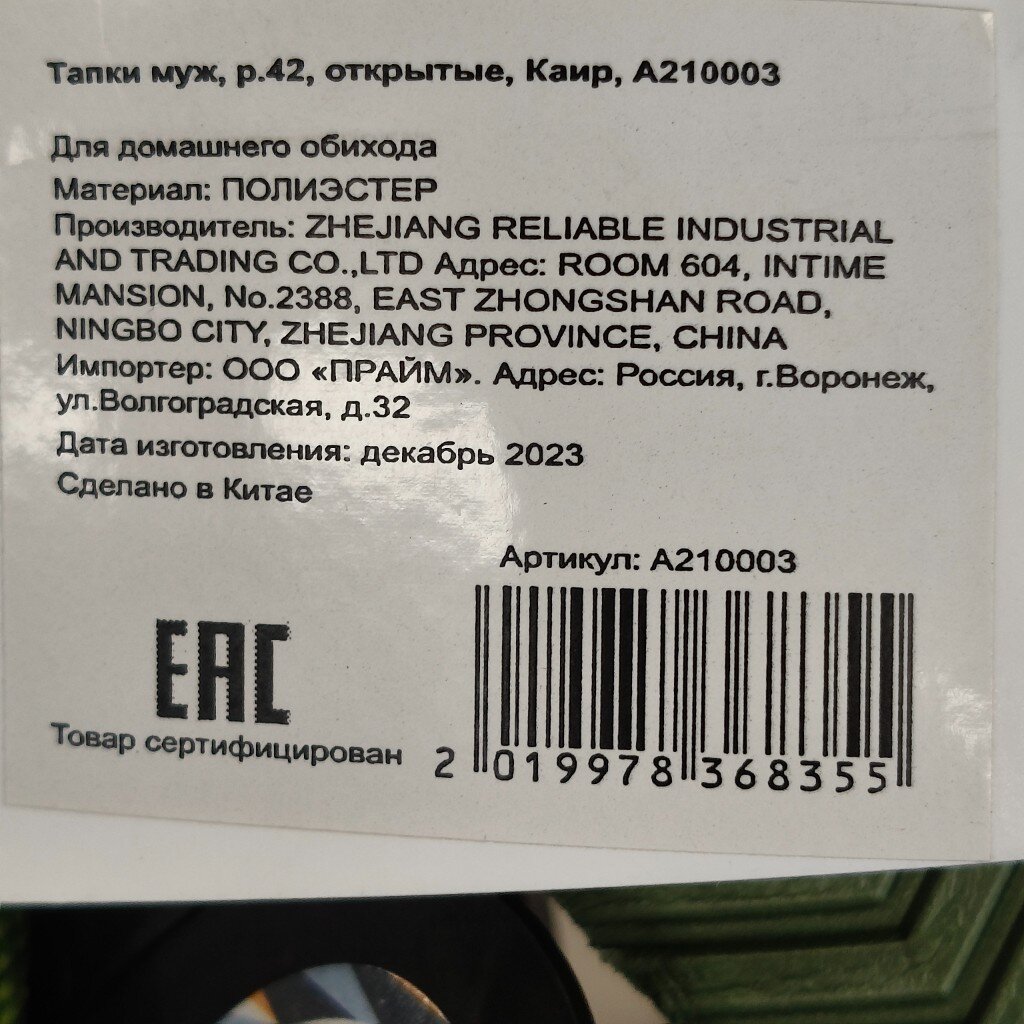 Тапки муж, р.42, открытые, Каир, А210003
Для домашнего обихода
Материал: ПОЛИЭСТЕР
Производитель: ZHEJIANG RELIABLE INDUSTRIAL
AND TRADING CO.,LTD Адрес: ROOM 604, INTIME
MANSION, No.2388, EAST ZHONGSHAN ROAD,
NINGBO CITY, ZHEJIANG PROVINCE, CHINA
Импортер: ООО «ПРАЙМ». Адрес: Россия, г.Воронеж,
ул.Волгоградская, д.32
Дата изготовления: декабрь 2023
Сделано в Китае
Артикул: А210003
EAC
Товар сертифицирован
2 019978 368355